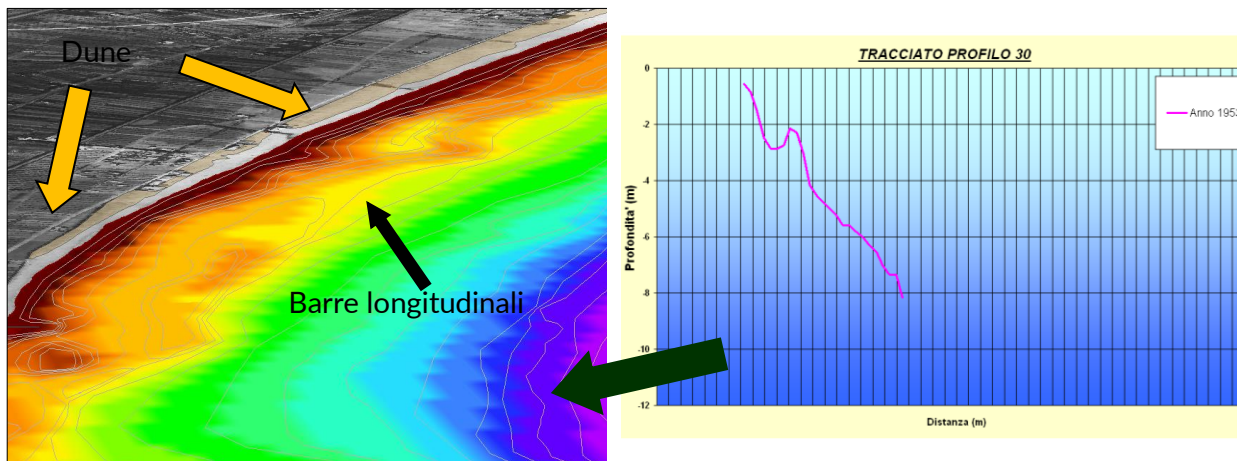 Dune
Barre longitudinali
TRACCIATO PROFILO 30
0
-2
-4
-6
-8
-10
-12
Profondita' (m)
Distanza (m)
Anno 1953